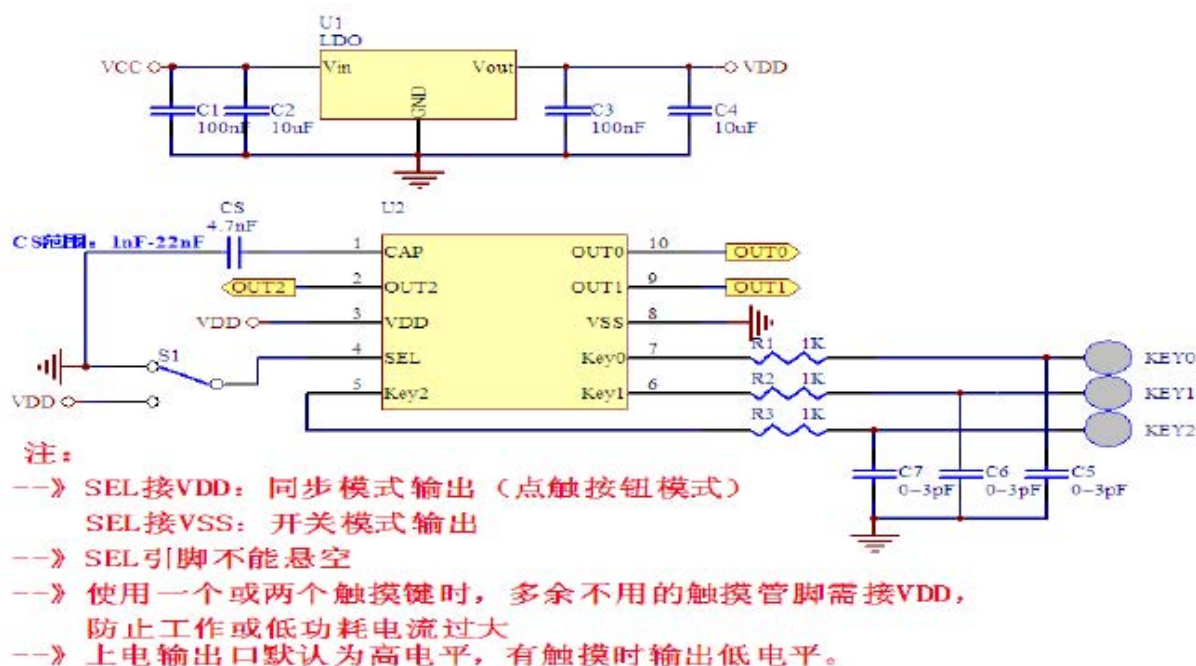 U1
LDO
VCC
Vin
Vout
VDD
GND
C1
100nF
C2
10uF
C3
100nF
C4
10uF
CS
4.7nF
U2
CS范围:1nF-22nF
1
CAP
OUT0
10
OUT0
OUT2
2
OUT2
OUT1
9
OUT1
VDD
3
VDD
VSS
8
S1
4
SEL
Key0
7
R1
1K
KEY0
VDD
5
Key2
Key1
6
R2
1K
KEY1
R3
1K
KEY2
C7
0-3pF
C6
0-3pF
C5
0-3pF
注:
--》 SEL接VDD:同步模式输出(点触按钮模式)
SEL接VSS:开关模式输出
--》 SEL引脚不能悬空
--》 使用一个或两个触摸键时,多余不用的触摸管脚需接VDD,
防止工作或低功耗电流过大
--》 上电输出口默认为高电平,有触摸时输出低电平。